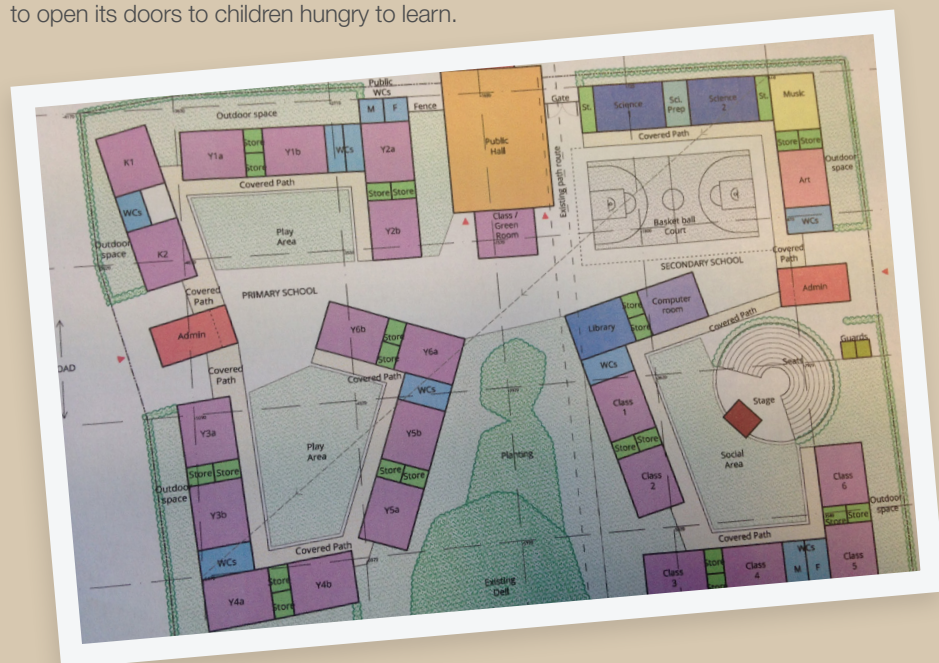 to open its doors to children hungry to learn.
Public
WCs
M F
Fence
Gate
Outdoor space
K1
WCs
K2
Outdoor
space
Y1a
Store
Store
Y1b
WCs
Y2a
Store Store
Y2b
Covered Path
Play
Area
Public
Hall
Class /
Green
Room
Existing path route
St.
Science
Sci.
Prep
Science
2
St.
Music
Covered Path
Store Store
Art
WCs
Outdoor
space
Basket ball
Court
SECONDARY SCHOOL
Covered
Path
Admin
PRIMARY SCHOOL
Covered
Path
Admin
Covered
Path
Y6b
Store
Store
Y6a
Covered Path
WCs
Y5b
Store Store
Y5a
Play
Area
Y3a
Store Store
Y3b
Outdoor
space
WCs
Y4a
Store
Store
Y4b
Covered Path
Planting
Existing
Dell
Library
Store
Store
Computer
room
Covered Path
WCs
Class
1
Store Store
Class
2
Seats
Stage
Guards
Social
Area
Class
6
Store Store
Outdoor
space
Class
5
Covered Path
Class
3
Store
Class
4
WCs
M F